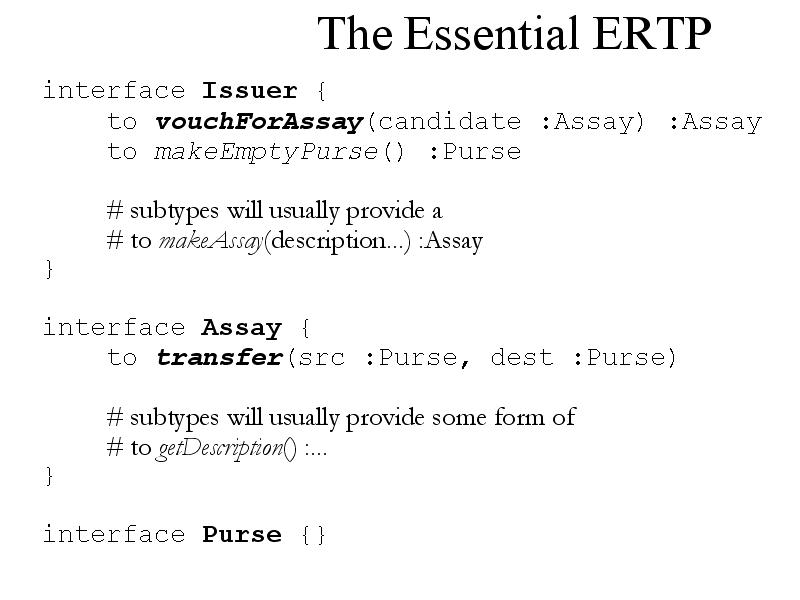 The Essential ERTP
interface Issuer {
to vouchForAssay(candidate :Assay) :Assay
to makeEmptyPurse() :Purse
# subtypes will usually provide a
# to makeAssay(description...) :Assay
}
interface Assay {
to transfer(src :Purse, dest :Purse)
# subtypes will usually provide some form of
# to getDescription() :...
}
interface Purse {}